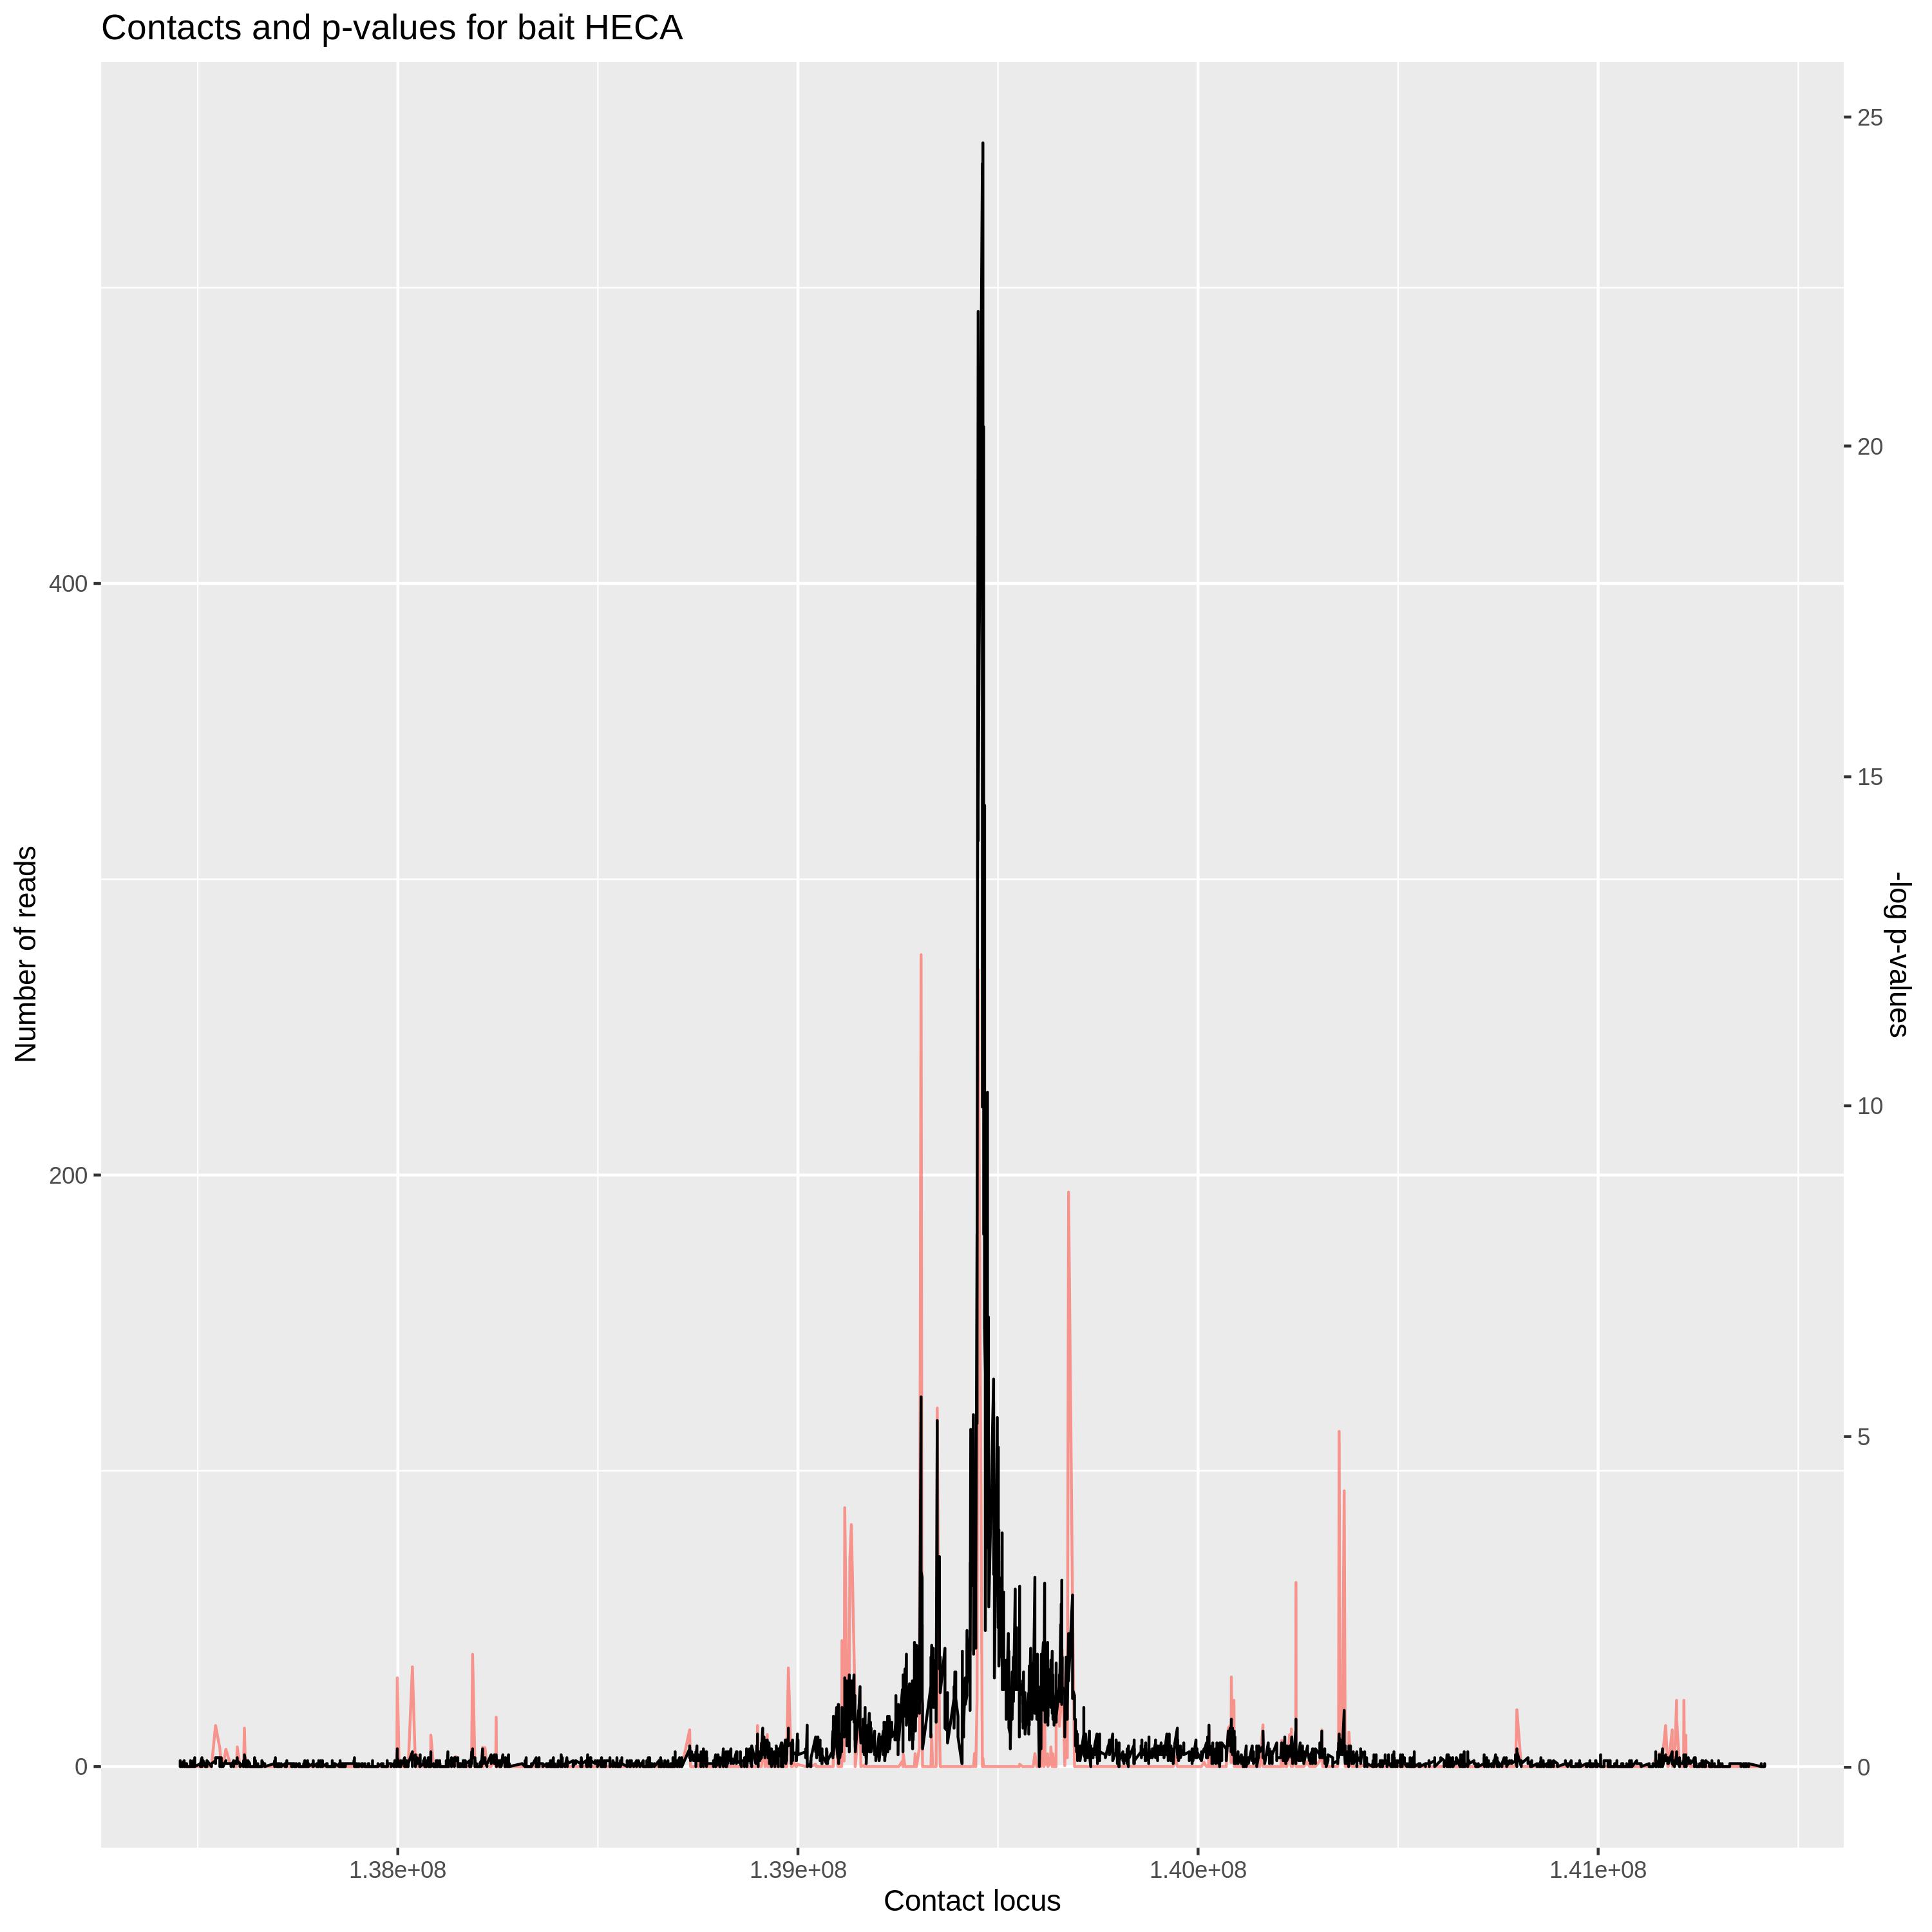 Contacts and p-values for bait HECA
Number of reads
400
200
0
25
20
15
10
5
0
-log p-values
1.38e+08
1.39e+08
1.40e+08
1.41e+08
Contact locus